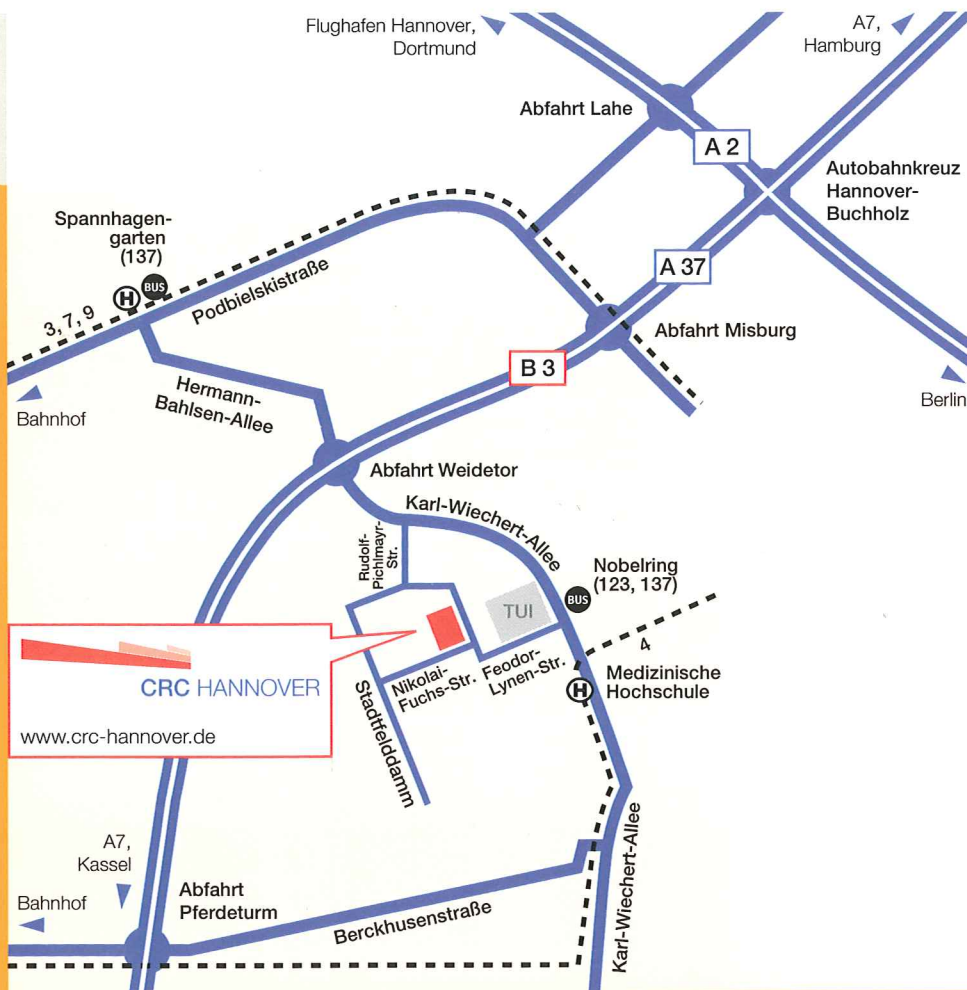 Flughafen Hannover,
Dortmund
A7,
Hamburg
Abfahrt Lahe
A 2
Autobahnkreuz
Hannover-
Buchholz
Spannhagen-
garten
(137)
H
BUS
3, 7, 9
Podbielskistraße
A 37
Abfahrt Misburg
B 3
Hermann-
Bahlsen-Allee
Bahnhof
Berlin
Abfahrt Weidetor
Karl-Wiechert-Allee
Rudolf-
Pichlmayr-
Str.
Nobelring
(123, 137)
BUS
TUI
4
CRC HANNOVER
www.crc-hannover.de
Nikolai-
Fuchs-Str.
Feodor-
Lynen-Str.
H
Medizinische
Hochschule
Stadtfelddamm
A7,
Kassel
Bahnhof
Abfahrt
Pferdeturm
Berckhusenstraße
Karl-Wiechert-Allee